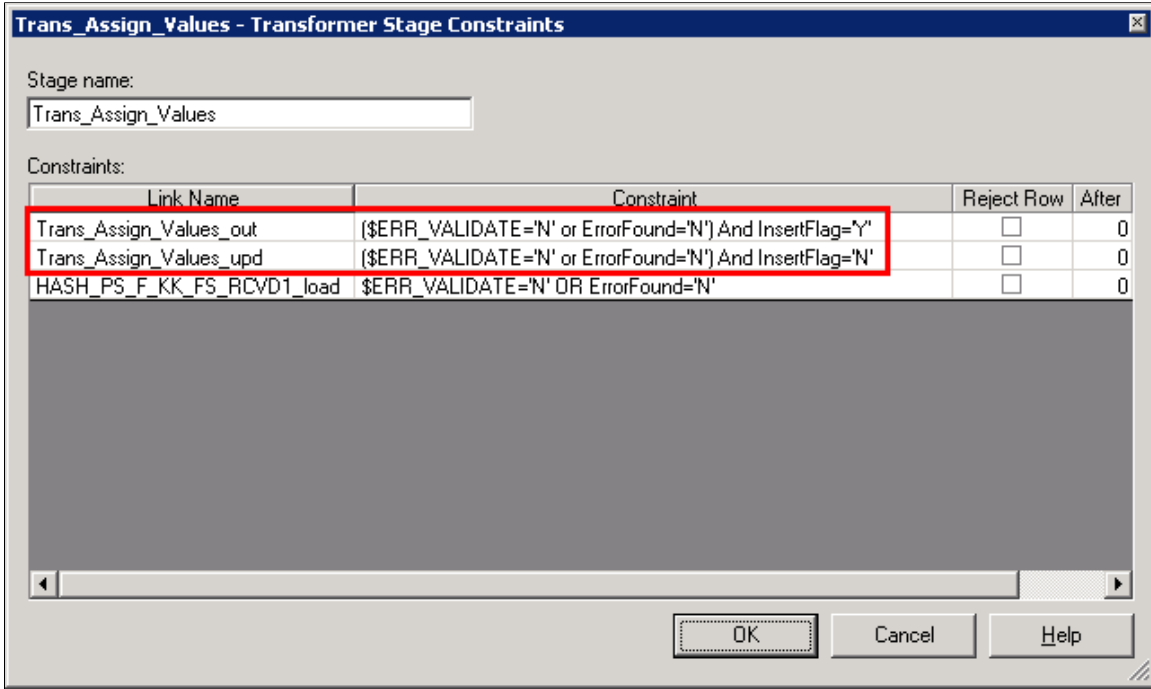 Trans_Assign_Values - Transformer Stage Constraints
Stage name:
Trans_Assign_Values
Constraints:
Link Name Constraint Reject Row After
Trans_Assign_Values_out ($ERR_VALIDATE='N' or ErrorFound='N') And InsertFlag='Y' 0
Trans_Assign_Values_upd ($ERR_VALIDATE='N' or ErrorFound='N') And InsertFlag='N' 0
HASH_PS_F_KK_FS_RCVD1_load $ERR_VALIDATE='N' OR ErrorFound='N' 0
OK Cancel Help